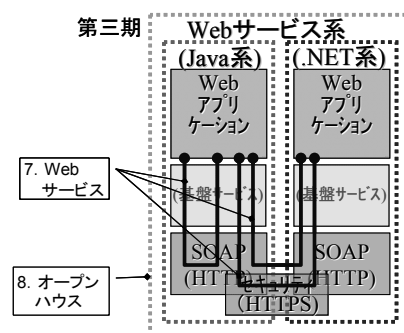 第三期
Webサービス系
(Java系)
(.NET系)
Web
アプリ
ケーション
Web
アプリ
ケーション
7. Web
サービス
(基盤サービス)
(基盤サービス)
SOAP
(HTTP)
SOAP
(HTTP)
セキュリティ
(HTTPS)
8. オープン
ハウス